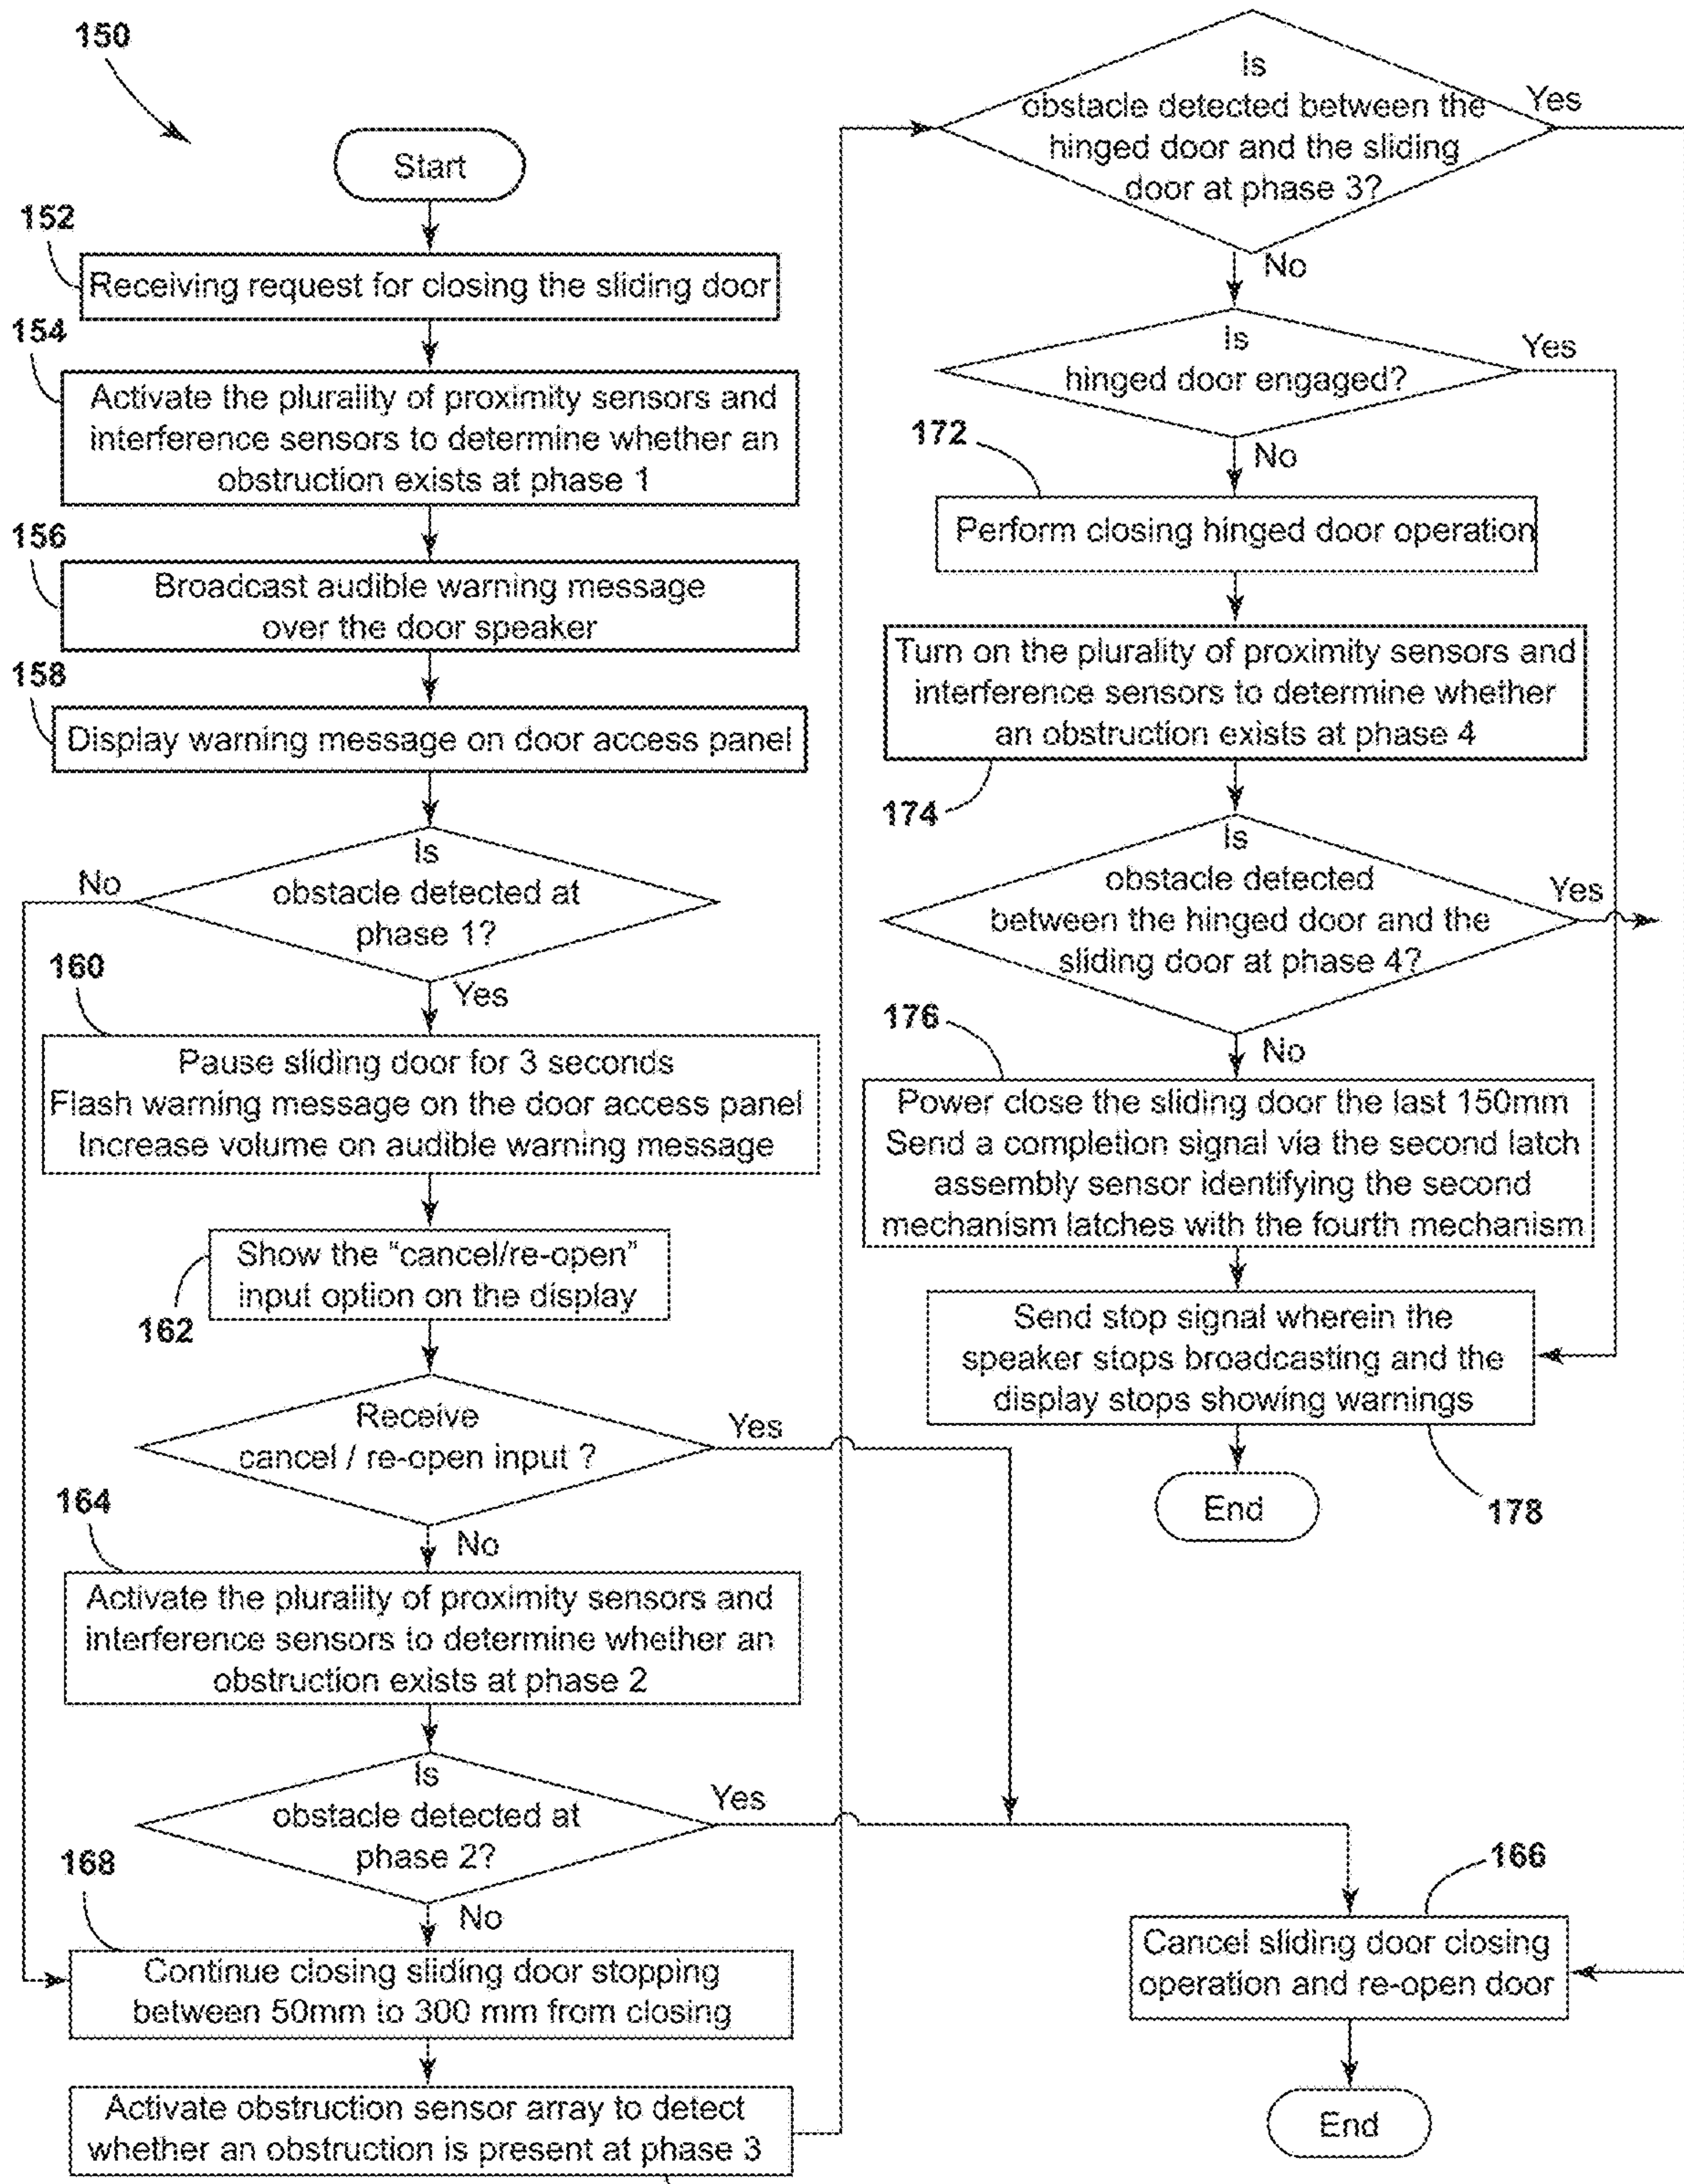 150
Start
152
Receiving request for closing the sliding door
154
Activate the plurality of proximity sensors and
interference sensors to determine whether an
obstruction exists at phase 1
156
Broadcast audible warning message
over the door speaker
158
Display warning message on door access panel
Is
obstacle detected at
phase 1?
No
Yes
160
Pause sliding door for 3 seconds
Flash warning message on the door access panel
Increase volume on audible warning message
Show the “cancel/re-open”
input option on the display
162
Receive
cancel / re-open input ?
Yes
No
164
Activate the plurality of proximity sensors and
interference sensors to determine whether an
obstruction exists at phase 2
Is
obstacle detected at
phase 2?
Yes
No
168
Continue closing sliding door stopping
between 50mm to 300 mm from closing
Activate obstruction sensor array to detect
whether an obstruction is present at phase 3
Is
obstacle detected between the
hinged door and the sliding
door at phase 3?
Yes
No
Is
hinged door engaged?
Yes
No
172
Perform closing hinged door operation
Turn on the plurality of proximity sensors and
interference sensors to determine whether
an obstruction exists at phase 4
174
Is
obstacle detected
between the hinged door and the
sliding door at phase 4?
Yes
No
176
Power close the sliding door the last 150mm
Send a completion signal via the second latch
assembly sensor identifying the second
mechanism latches with the fourth mechanism
Send stop signal wherein the
speaker stops broadcasting and the
display stops showing warnings
178
End
166
Cancel sliding door closing
operation and re-open door
End